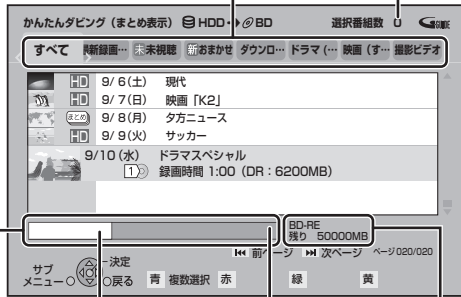 かんたんダビング（まとめ表示） HDD BD 選択番組数 0 GGUIDE
すべて 新録画… 未 未視聴 新 おまかせ ダウンロ… ドラマ（… 映画（す… 撮影ビデオ
HD 9/ 6(土) 現代
HD 9/ 7(日) 映画「K2」
まとめ 9/ 8(月) 夕方ニュース
HD 9/ 9(火) サッカー
9/10(水) ドラマスペシャル
1 録画時間 1:00（DR：6200MB）
BD-RE
残り 50000MB
前ページ 次ページ ページ020/020
サブメニュー 決定 戻る 青 複数選択 赤 緑 黄